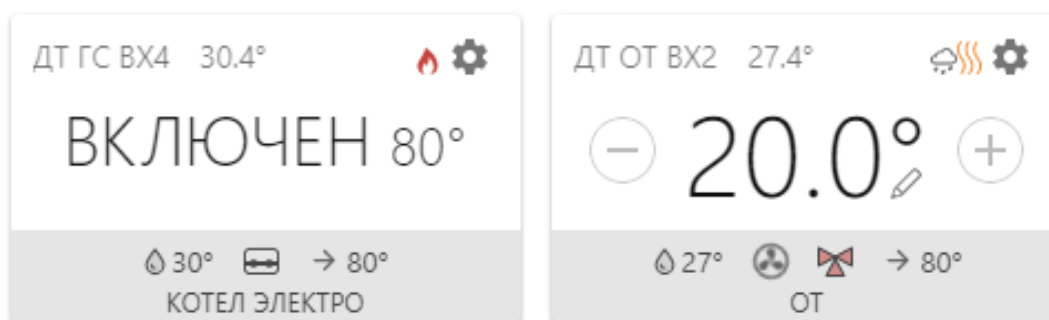 ДТ ГС ВХ4 30.4°
ВКЛЮЧЕН 80°
30° → 80°
КОТЕЛ ЭЛЕКТРО
ДТ ОТ ВХ2 27.4°
20.0°
27° → 80°
ОТ